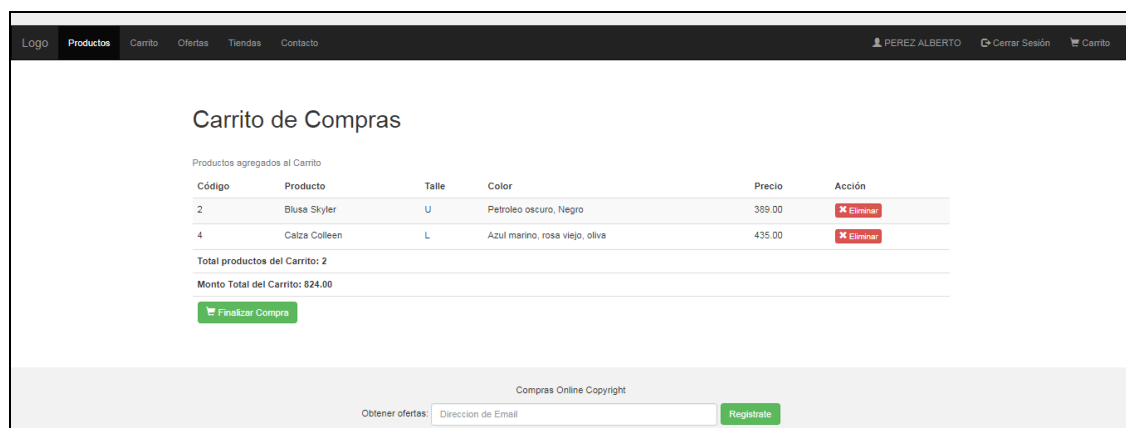 Logo Productos Carrito Ofertas Tiendas Contacto PEREZ ALBERTO Cerrar Sesión Carrito
Carrito de Compras
Productos agregados al Carrito
Código Producto Talle Color Precio Acción
2 Blusa Skyler U Petroleo oscuro, Negro 389.00 Eliminar
4 Calza Colleen L Azul marino, rosa viejo, oliva 435.00 Eliminar
Total productos del Carrito: 2
Monto Total del Carrito: 824.00
Finalizar Compra
Compras Online Copyright
Obtener ofertas: Direccion de Email Registrate